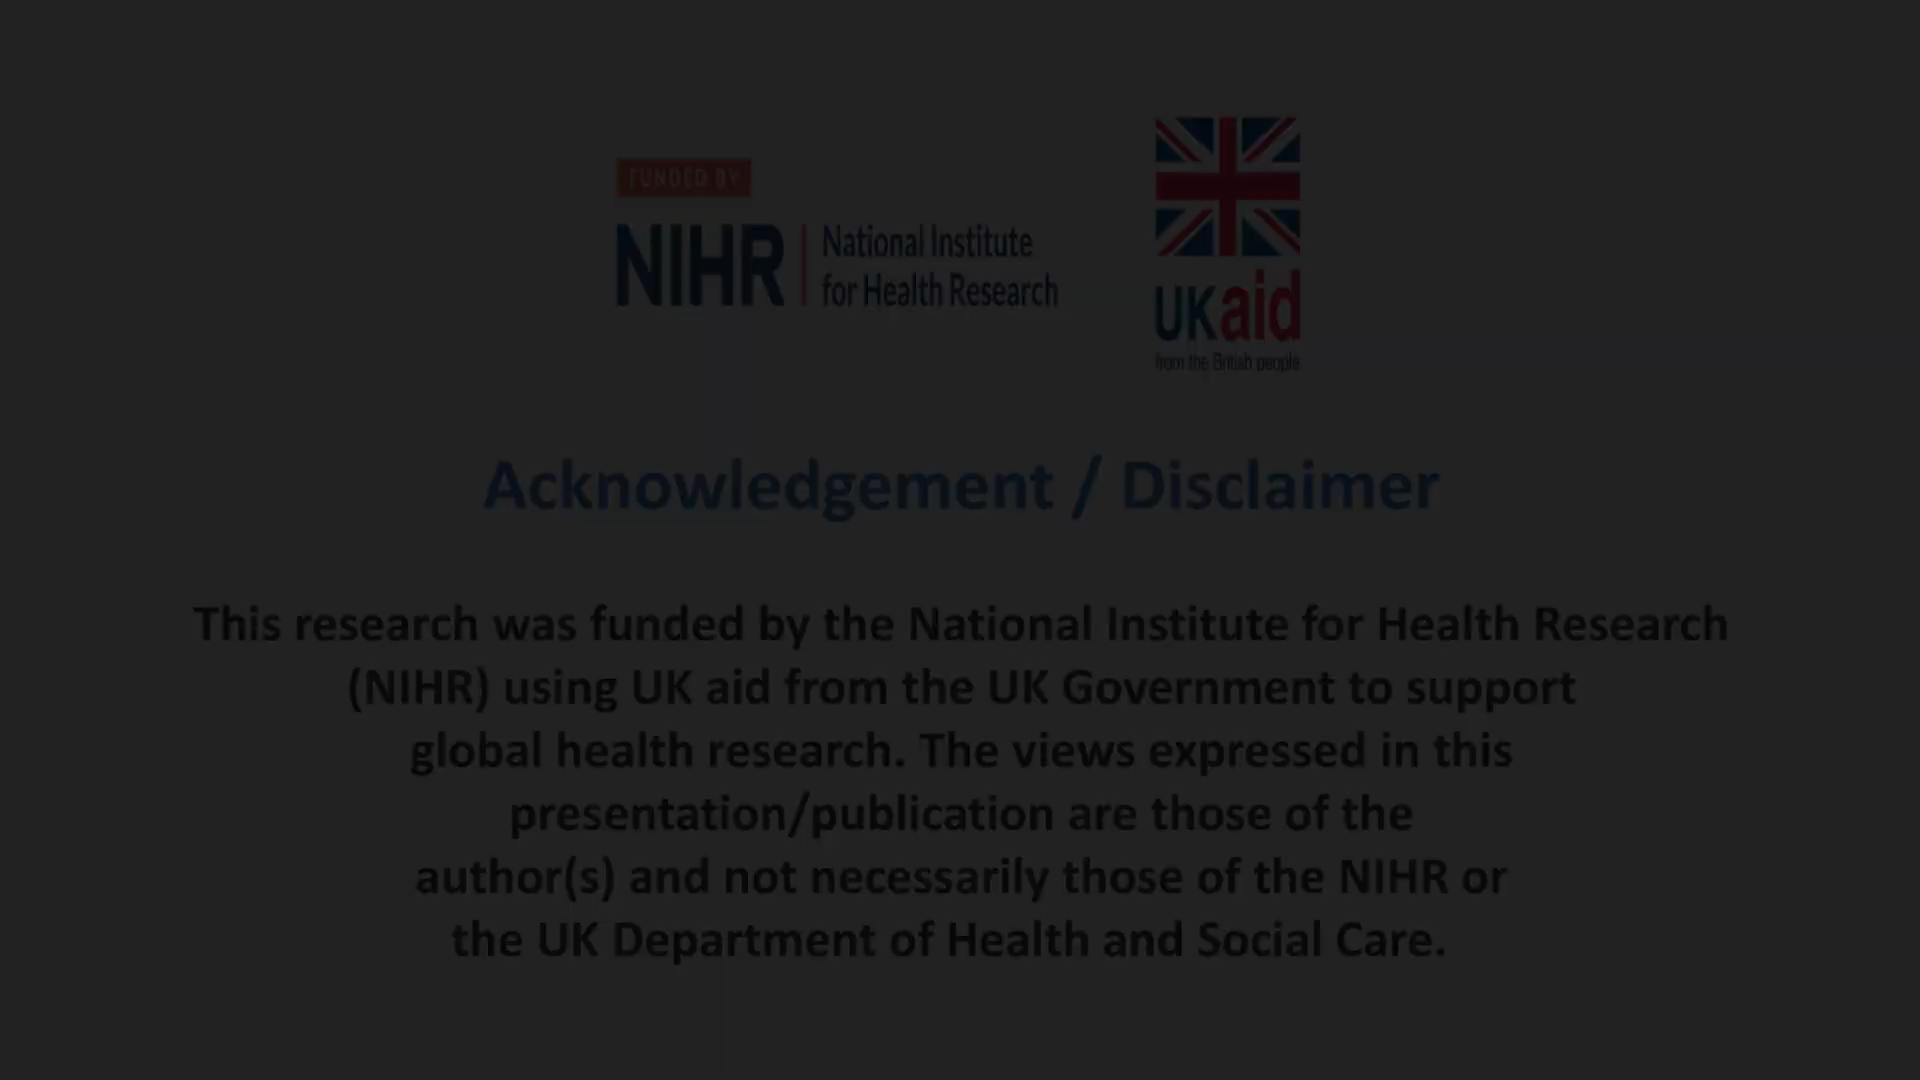 FUNDED BY
NIHR | National Institute
for Health Research
UKaid
from the British people
Acknowledgement / Disclaimer
This research was funded by the National Institute for Health Research
(NIHR) using UK aid from the UK Government to support
global health research. The views expressed in this
presentation/publication are those of the
author(s) and not necessarily those of the NIHR or
the UK Department of Health and Social Care.